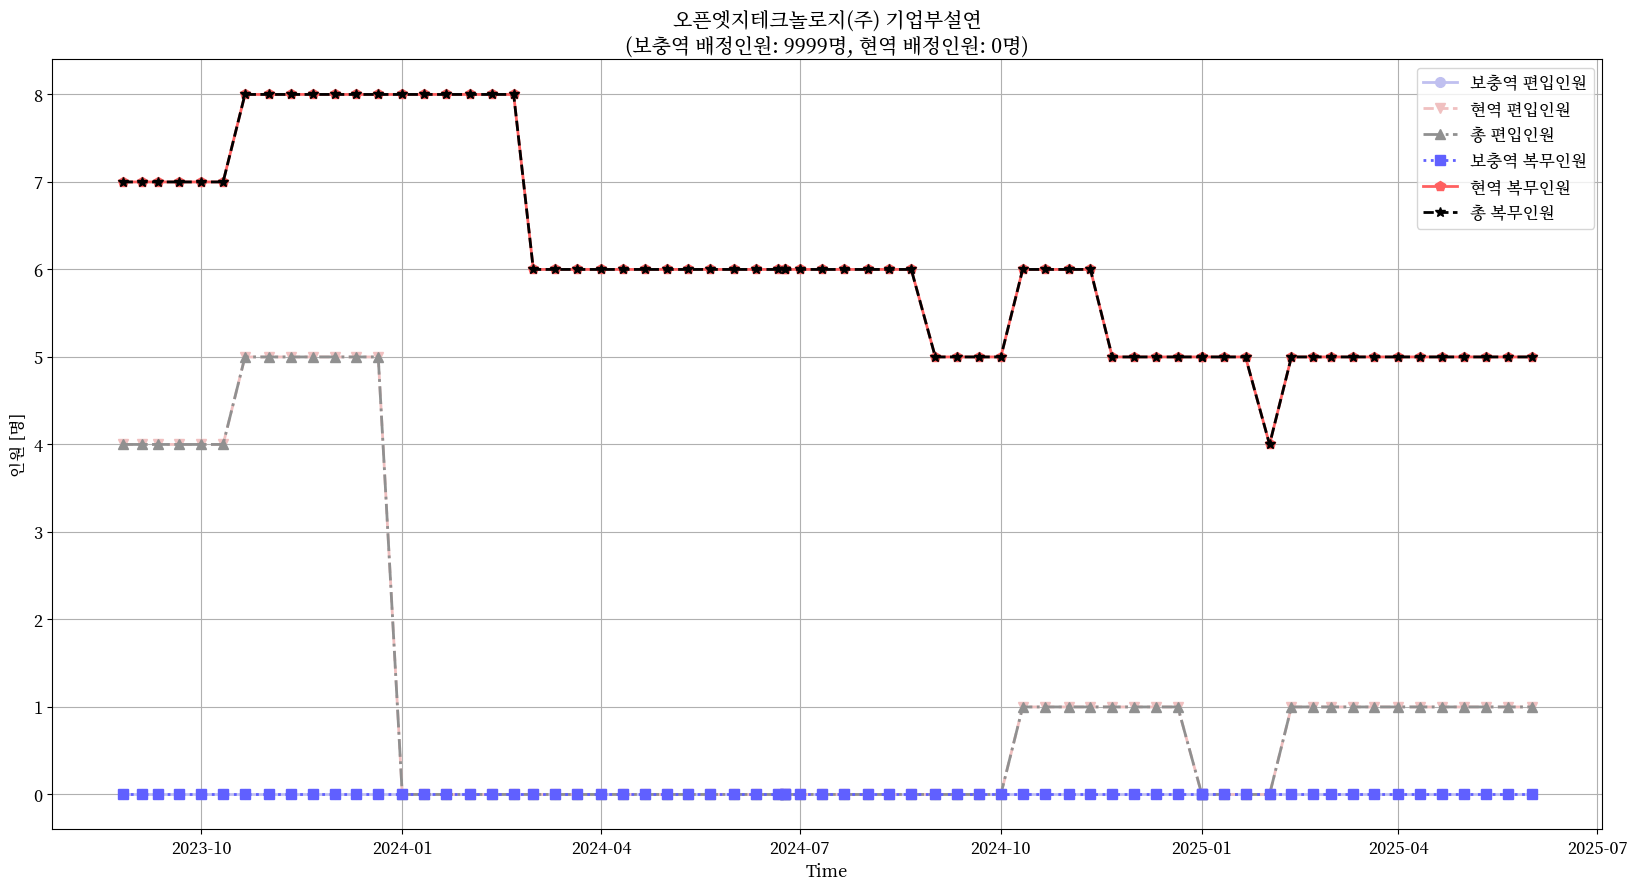 오픈엣지테크놀로지(주) 기업부설연
(보충역 배정인원: 9999명, 현역 배정인원: 0명)
보충역 편입인원
현역 편입인원
총 편입인원
보충역 복무인원
현역 복무인원
총 복무인원
인원 [명]
8
7
6
5
4
3
2
1
0
2023-10
2024-01
2024-04
2024-07
2024-10
2025-01
2025-04
2025-07
Time